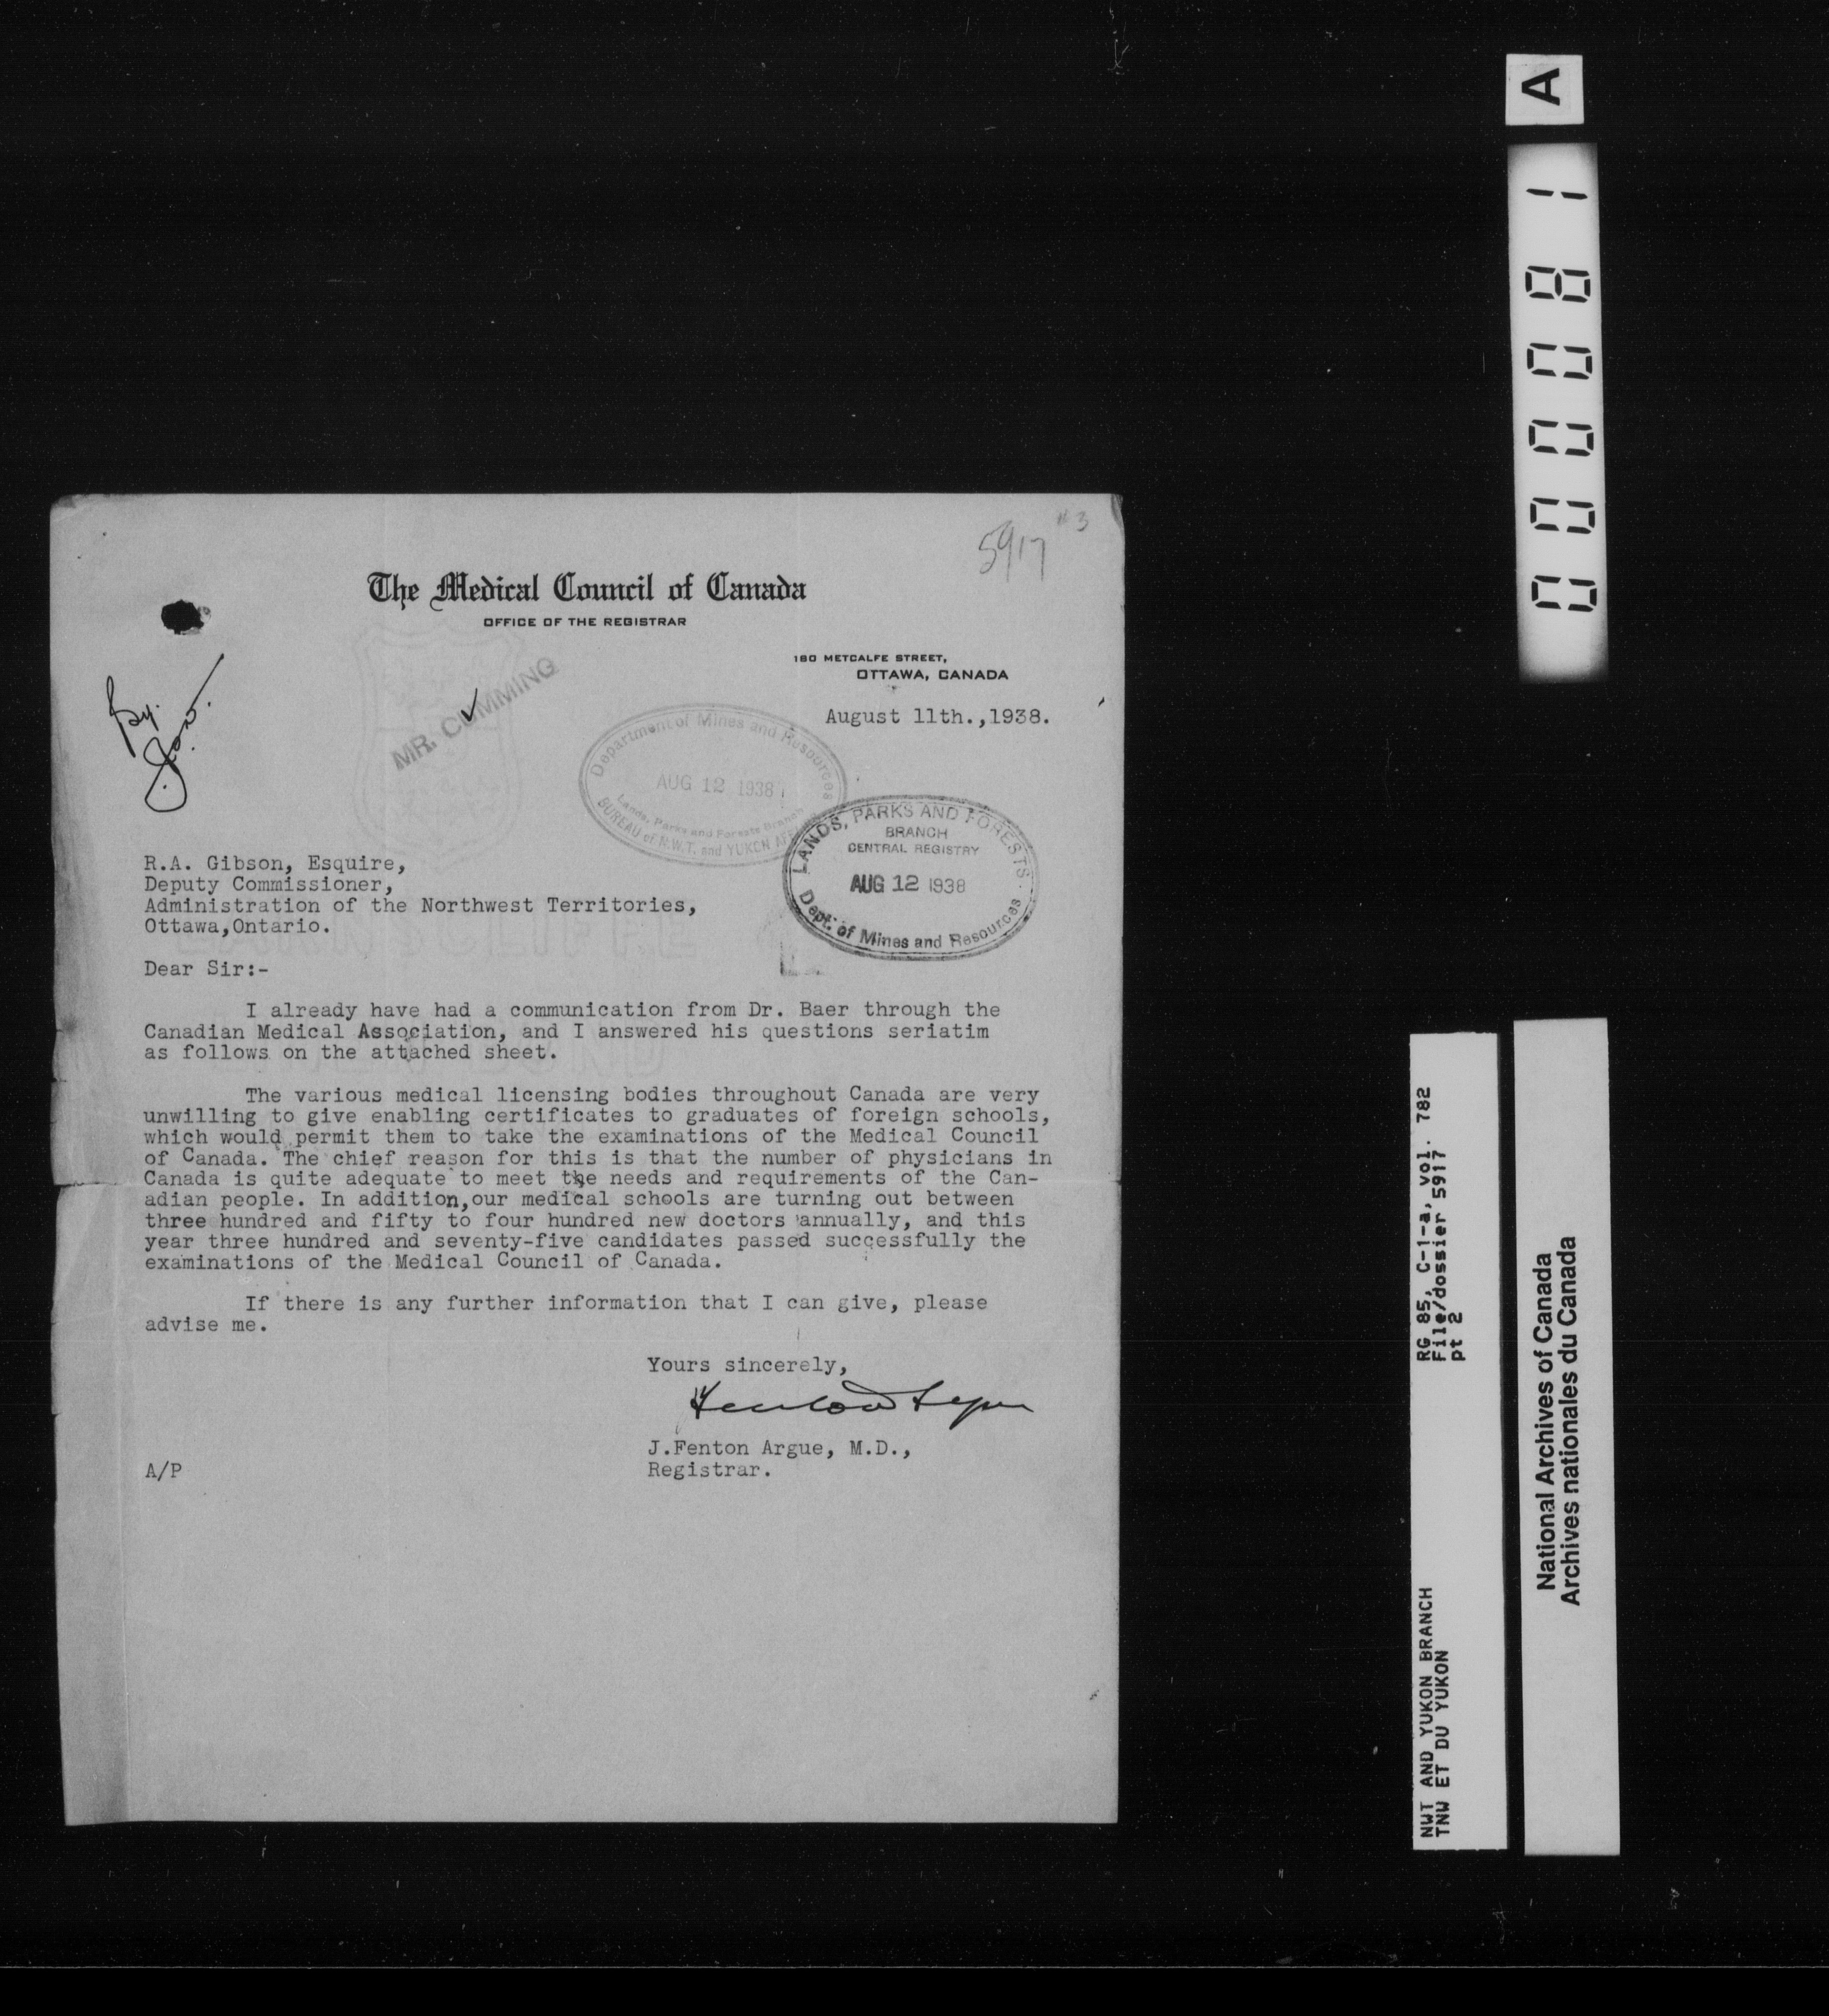 5917 #3
The Medical Council of Canada
OFFICE OF THE REGISTRAR
180 METCALFE STREET,
OTTAWA, CANADA
August 11th.,1938.
MR. CUMMING
Department of Mines and Resources
AUG 12 1938
Lands, Parks and Forests Branch
BUREAU of N.W.T. and YUKON
LANDS, PARKS AND FORESTS
BRANCH
CENTRAL REGISTRY
AUG 12 1938
Dept. of Mines and Resources
R.A. Gibson, Esquire,
Deputy Commissioner,
Administration of the Northwest Territories,
Ottawa,Ontario.
Dear Sir:-
I already have had a communication from Dr. Baer through the
Canadian Medical Association, and I answered his questions seriatim
as follows on the attached sheet.
The various medical licensing bodies throughout Canada are very
unwilling to give enabling certificates to graduates of foreign schools,
which would permit them to take the examinations of the Medical Council
of Canada. The chief reason for this is that the number of physicians in
Canada is quite adequate to meet the needs and requirements of the Can-
adian people. In addition,our medical schools are turning out between
three hundred and fifty to four hundred new doctors annually, and this
year three hundred and seventy-five candidates passed successfully the
examinations of the Medical Council of Canada.
If there is any further information that I can give, please
advise me.
Yours sincerely,
J.Fenton Argue, M.D.,
Registrar.
A/P
A
000081
RG 85, C-1-a, vol. 782
File/dossier 5917
pt 2
NWT AND YUKON BRANCH
TNW ET DU YUKON
National Archives of Canada
Archives nationales du Canada